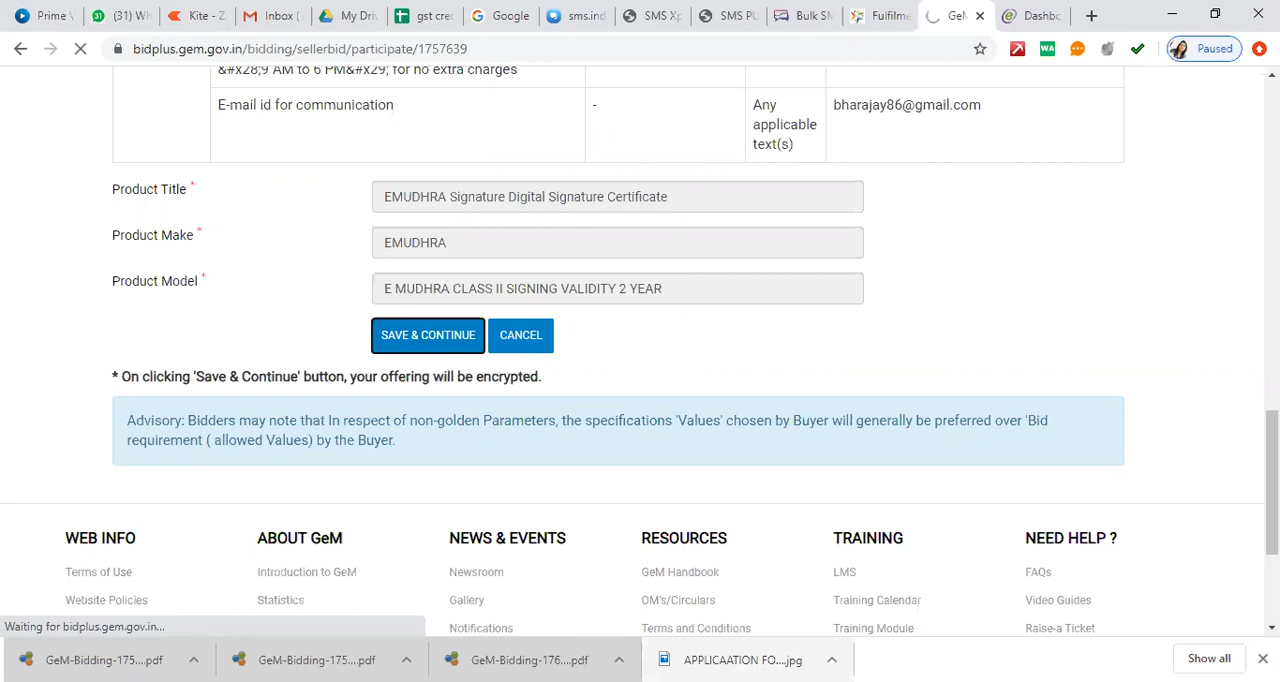 Prime V
(31) Wh
Kite - Z
Inbox (1
My Driv
gst cred
Google
sms.ind
SMS Xp
SMS PU
Bulk SM
Fulfilme
GeM
Dashbo
bidplus.gem.gov.in/bidding/sellerbid/participate/1757639/
Paused
&#x28;9 AM to 6 PM&#x29; for no extra charges
E-mail id for communication
-
Any
applicable
text(s)
bharajay86@gmail.com
Product Title *
EMUDHRA Signature Digital Signature Certificate
Product Make *
EMUDHRA
Product Model *
E MUDHRA CLASS II SIGNING VALIDITY 2 YEAR
SAVE & CONTINUE
CANCEL
* On clicking 'Save & Continue' button, your offering will be encrypted.
Advisory: Bidders may note that In respect of non-golden Parameters, the specifications 'Values' chosen by Buyer will generally be preferred over 'Bid
requirement ( allowed Values) by the Buyer.
WEB INFO
ABOUT GeM
NEWS & EVENTS
RESOURCES
TRAINING
NEED HELP ?
Terms of Use
Introduction to GeM
Newsroom
GeM Handbook
LMS
FAQs
Website Policies
Statistics
Gallery
OM's/Circulars
Training Calendar
Video Guides
Notifications
Terms and Conditions
Training Module
Raise-a Ticket
Waiting for bidplus.gem.gov.in...
GeM-Bidding-175....pdf
GeM-Bidding-175....pdf
GeM-Bidding-176....pdf
APPLICAATION FO....jpg
Show all